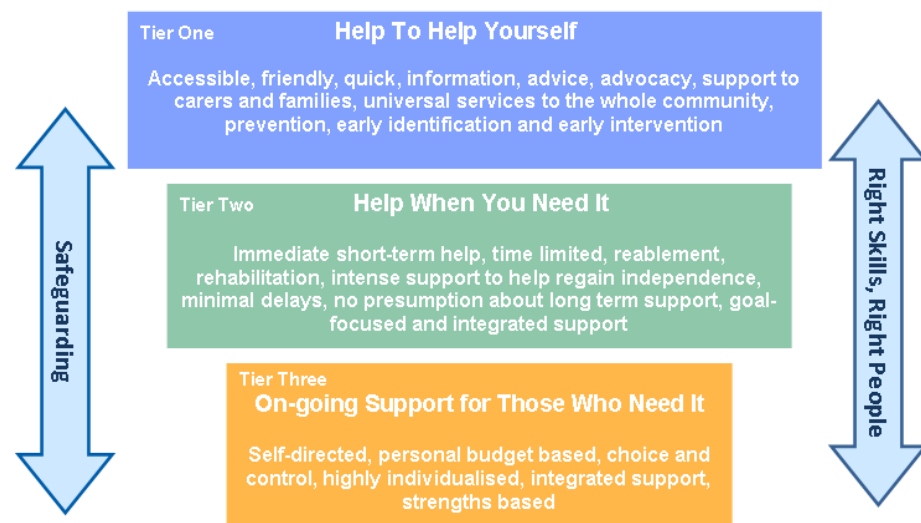 Tier One
Help To Help Yourself
Accessible, friendly, quick, information, advice, advocacy, support to
carers and families, universal services to the whole community,
prevention, early identification and early intervention
Tier Two
Help When You Need It
Immediate short-term help, time limited, reablement,
rehabilitation, intense support to help regain independence,
minimal delays, no presumption about long term support, goal-
focused and integrated support
Tier Three
On-going Support for Those Who Need It
Self-directed, personal budget based, choice and
control, highly individualised, integrated support,
strengths based
Safeguarding
Right Skills, Right People